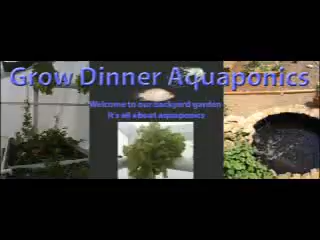 Grow Dinner Aquaponics
Welcome to our backyard garden
It's all about aquaponics